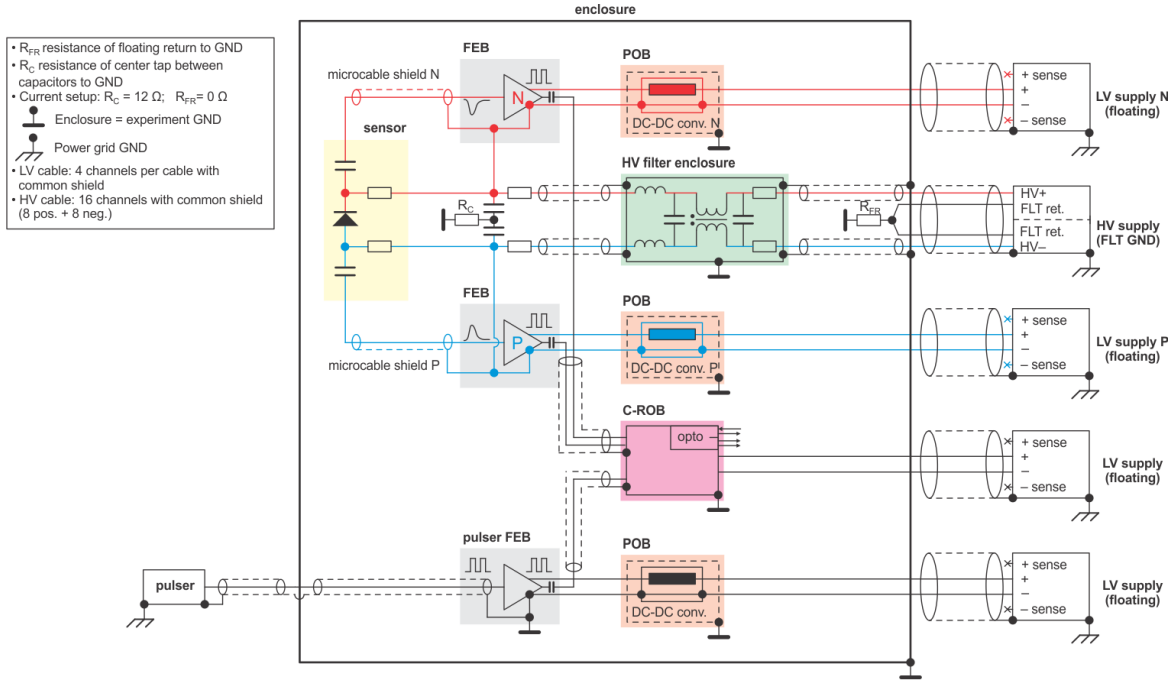 enclosure
• R_FR resistance of floating return to GND
• R_C resistance of center tap between
capacitors to GND
• Current setup: R_C = 12 Ω; R_FR= 0 Ω
Enclosure = experiment GND
Power grid GND
• LV cable: 4 channels per cable with
common shield
• HV cable: 16 channels with common shield
(8 pos. + 8 neg.)
FEB
POB
microcable shield N
N
DC-DC conv. N
+ sense
+
−
− sense
LV supply N
(floating)
sensor
HV filter enclosure
R_C
R_FR
HV+
FLT ret.
FLT ret.
HV−
HV supply
(FLT GND)
FEB
POB
P
microcable shield P
DC-DC conv. P
+ sense
+
−
− sense
LV supply P
(floating)
C-ROB
opto
+ sense
+
−
− sense
LV supply
(floating)
pulser FEB
POB
pulser
DC-DC conv.
+ sense
+
−
− sense
LV supply
(floating)